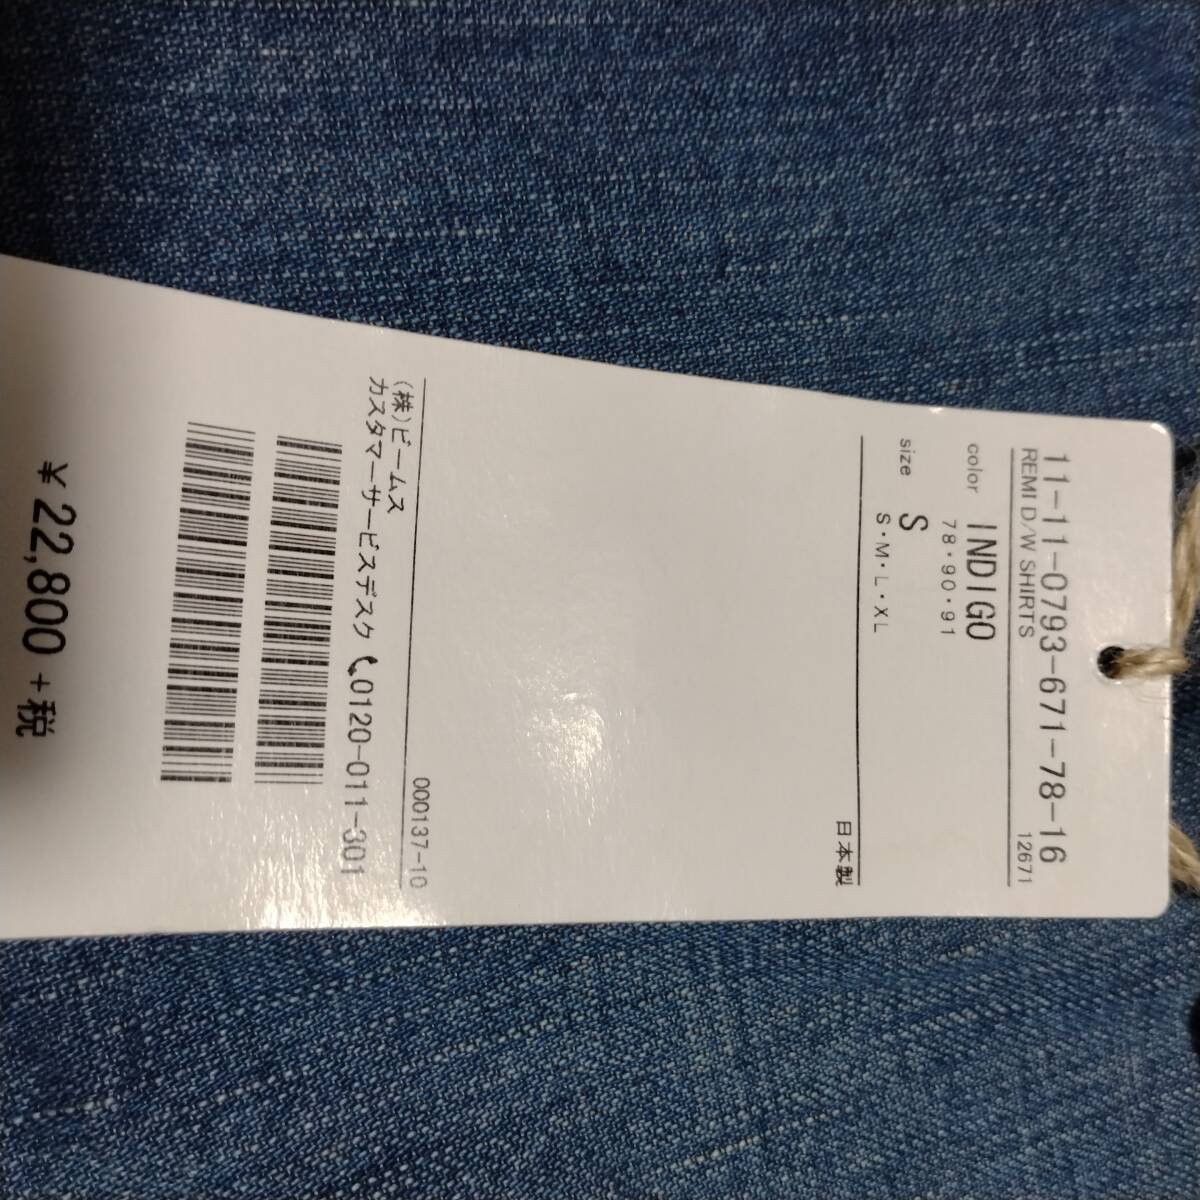 11-11-0793-671-78-16
REMI D/W SHIRTS 12671
color INDIGO
78・90・91
size S
S・M・L・XL
日本製
000137-10
(株)ビームス
カスタマーサービスデスク 0120-011-301
¥22,800+税